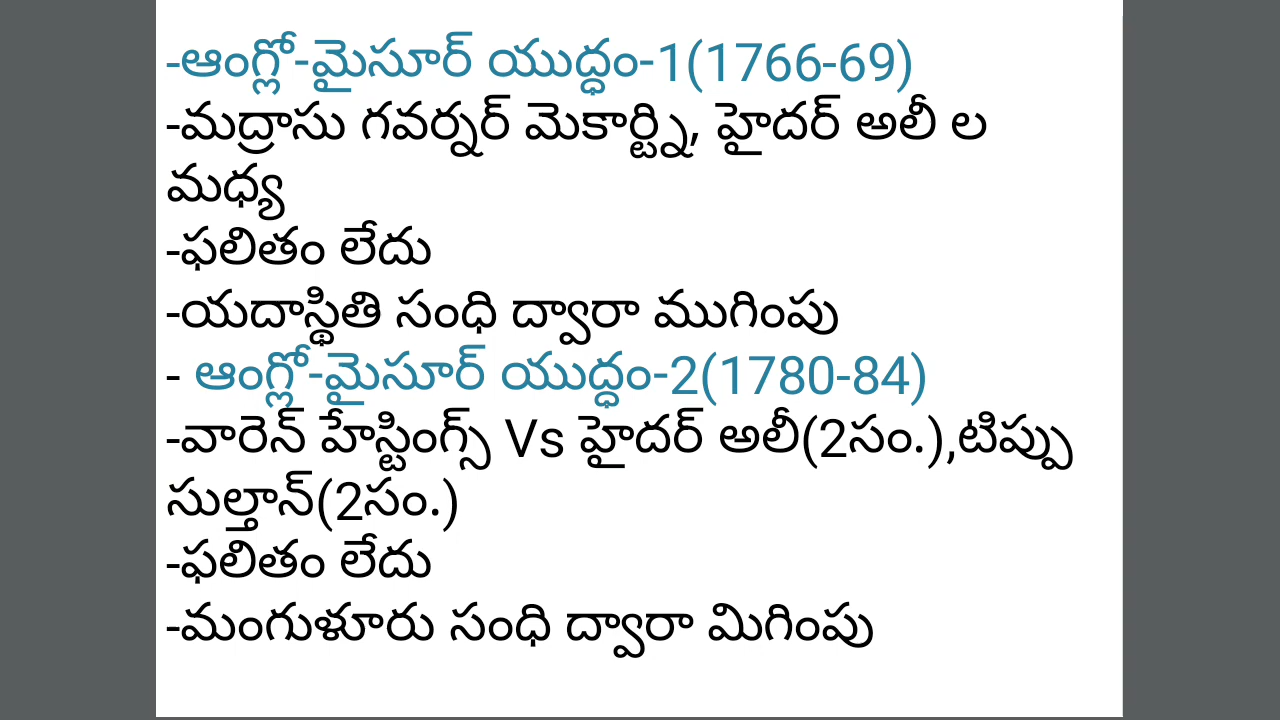 -ఆంగ్లో-మైసూర్ యుద్ధం-1(1766-69)
-మద్రాసు గవర్నర్ మెకార్ట్ని, హైదర్ అలీ ల
మధ్య
-ఫలితం లేదు
-యదాస్థితి సంధి ద్వారా ముగింపు
- ఆంగ్లో-మైసూర్ యుద్ధం-2(1780-84)
-వారెన్ హేస్టింగ్స్ Vs హైదర్ అలీ(2సం.),టిప్పు
సుల్తాన్(2సం.)
-ఫలితం లేదు
-మంగుళూరు సంధి ద్వారా మిగింపు